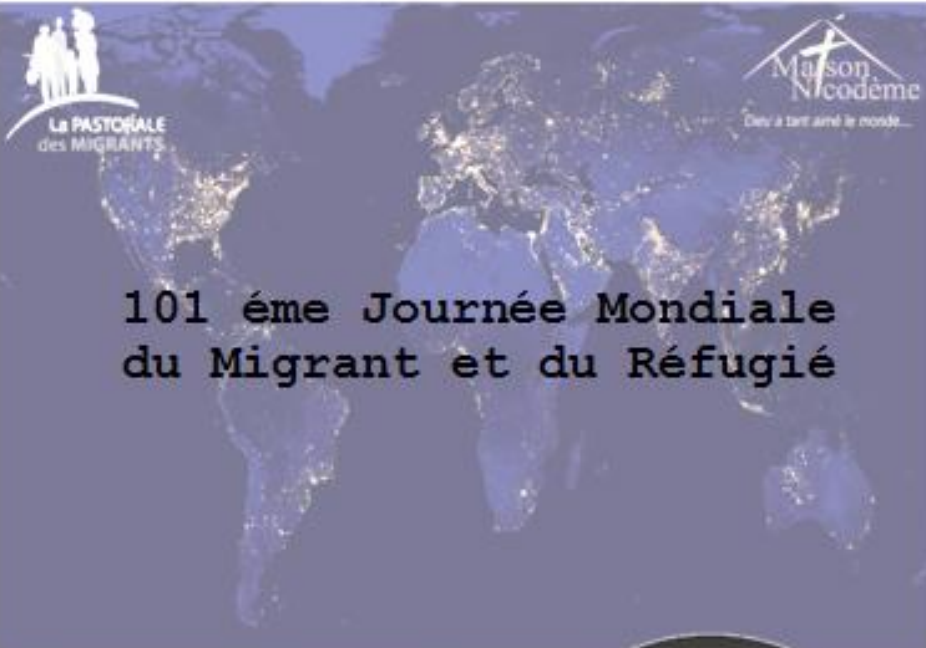 La PASTORALE
des MIGRANTS
Maison
Nicodème
Dieu a tant aimé le monde...
101 éme Journée Mondiale
du Migrant et du Réfugié